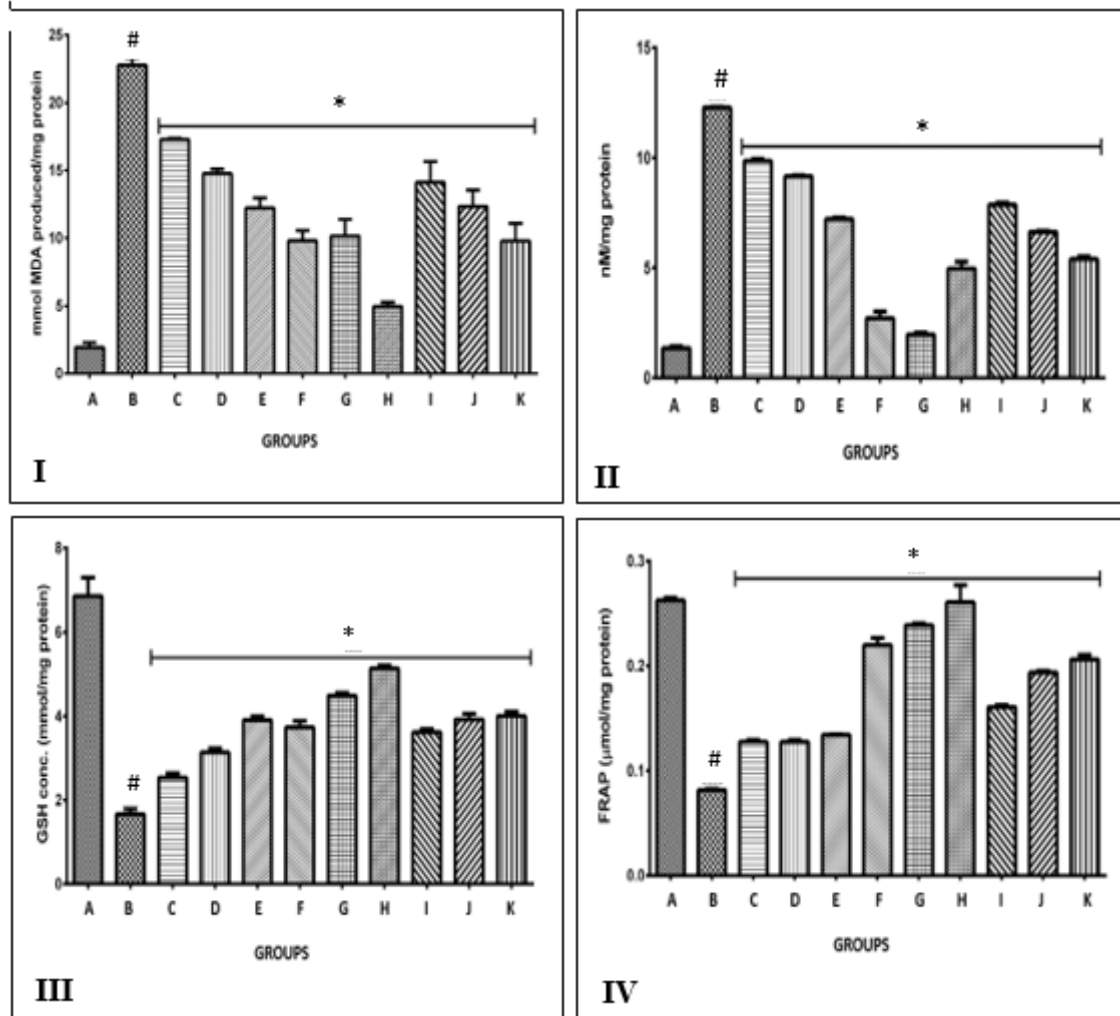 #
*
mmol MDA produced/mg protein
25
20
15
10
5
0
A B C D E F G H I J K
GROUPS
I
#
*
nM/mg protein
15
10
5
0
A B C D E F G H I J K
GROUPS
II
*
#
GSH conc. (mmol/mg protein)
8
6
4
2
0
A B C D E F G H I J K
GROUPS
III
*
#
FRAP (µmol/mg protein)
0.3
0.2
0.1
0.0
A B C D E F G H I J K
GROUPS
IV